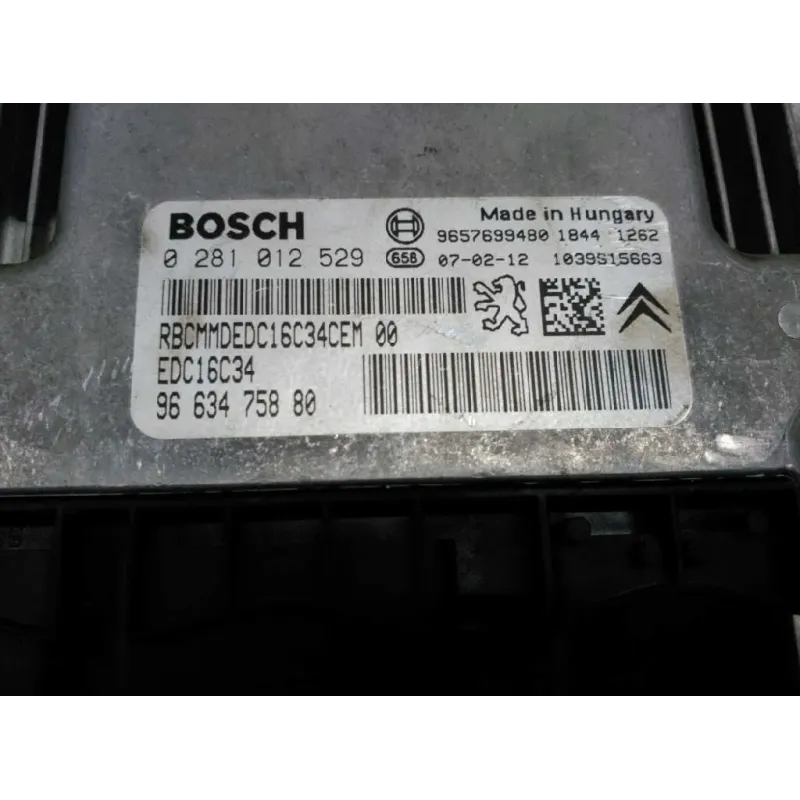 BOSCH
Made in Hungary
9657699480 1844 1262
0 281 012 529 658 07-02-12 1039S15663
RBCMMDEDC16C34CEM 00
EDC16C34
96 634 758 80